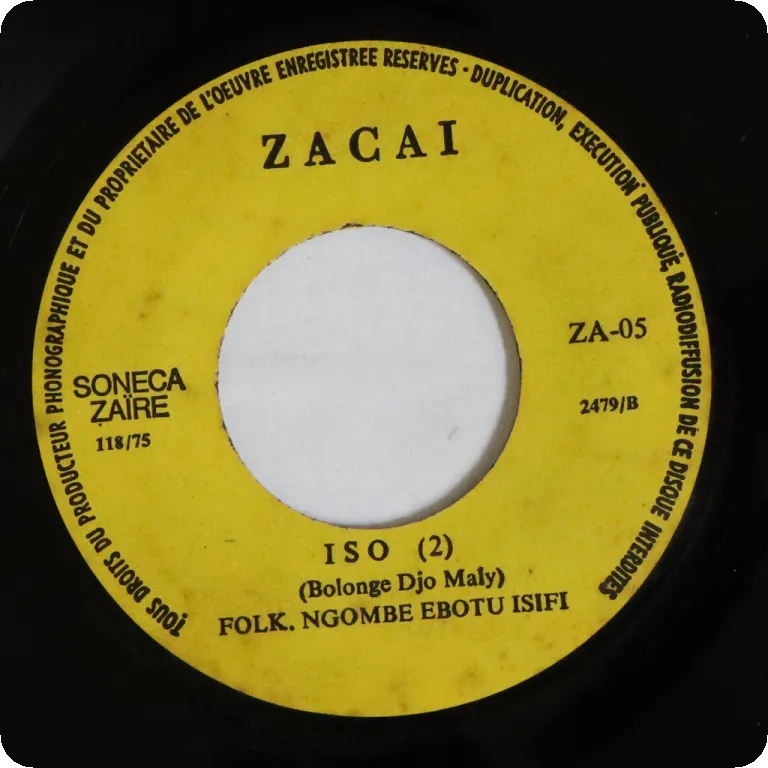 TOUS DROITS DU PRODUCTEUR PHONOGRAPHIQUE ET DU PROPRIETAIRE DE L'OEUVRE ENREGISTREE RESERVES - DUPLICATION, EXECUTION PUBLIQUE, RADIODIFFUSION DE CE DISQUE INTERDITES
ZACAI
ZA-05
SONECA
ZAÏRE
2479/B
118/75
ISO (2)
(Bolonge Djo Maly)
FOLK. NGOMBE EBOTU ISIFI